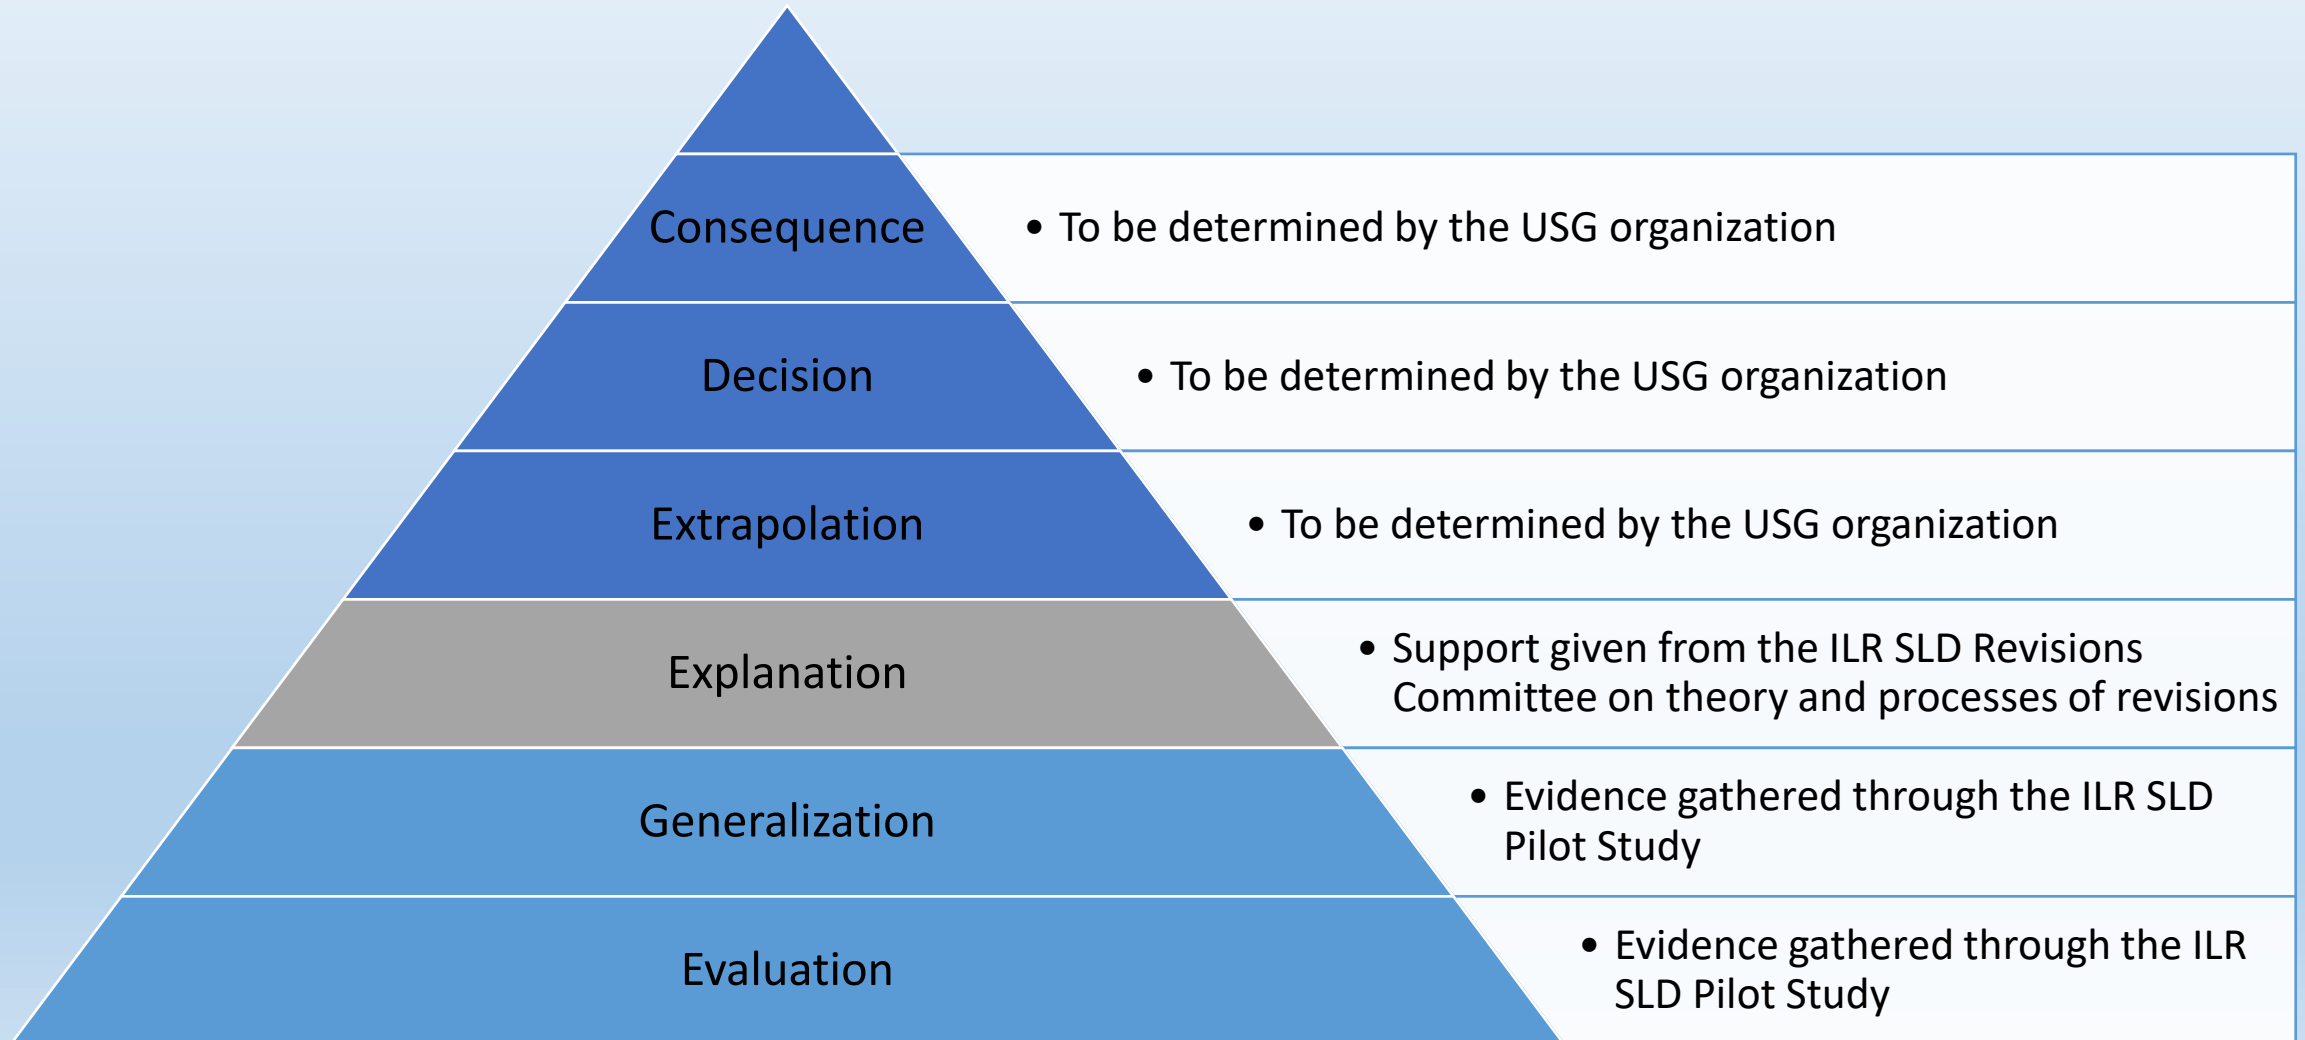 Consequence
• To be determined by the USG organization
Decision
• To be determined by the USG organization
Extrapolation
• To be determined by the USG organization
Explanation
• Support given from the ILR SLD Revisions
Committee on theory and processes of revisions
Generalization
• Evidence gathered through the ILR SLD
Pilot Study
Evaluation
• Evidence gathered through the ILR
SLD Pilot Study